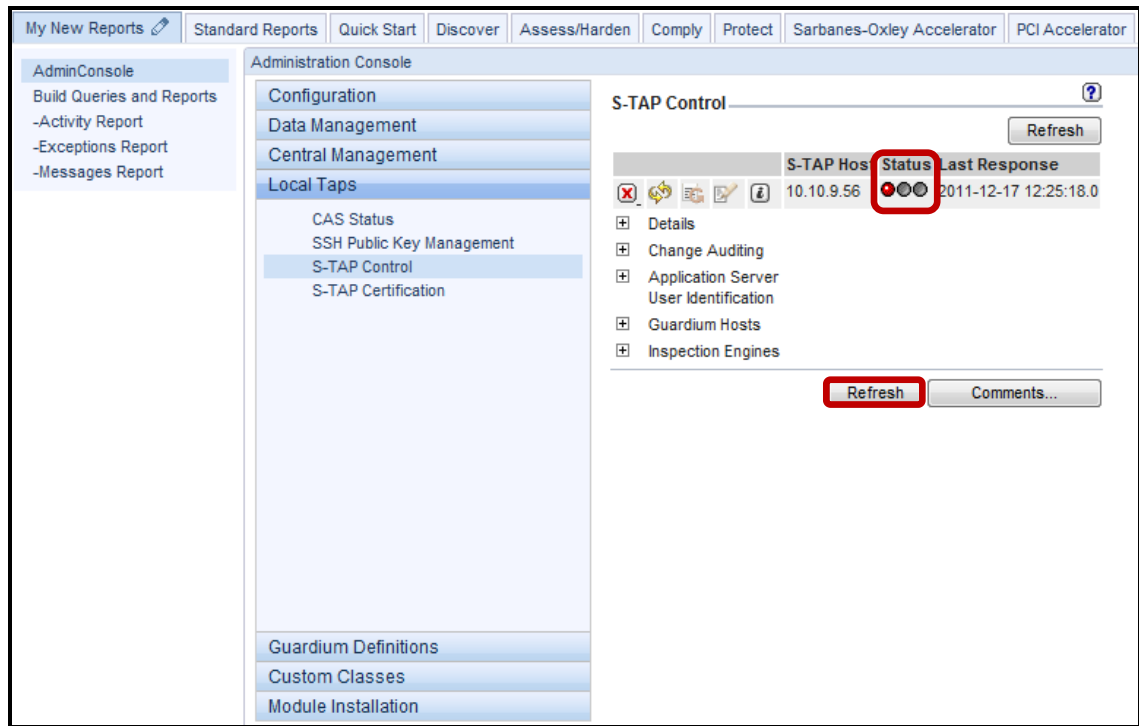 My New Reports
Standard Reports
Quick Start
Discover
Assess/Harden
Comply
Protect
Sarbanes-Oxley Accelerator
PCI Accelerator
AdminConsole
Build Queries and Reports
-Activity Report
-Exceptions Report
-Messages Report
Administration Console
Configuration
Data Management
Central Management
Local Taps
CAS Status
SSH Public Key Management
S-TAP Control
S-TAP Certification
Guardium Definitions
Custom Classes
Module Installation
S-TAP Control
?
Refresh
S-TAP Host Status Last Response
10.10.9.56 2011-12-17 12:25:18.0
Details
Change Auditing
Application Server
User Identification
Guardium Hosts
Inspection Engines
Refresh
Comments...